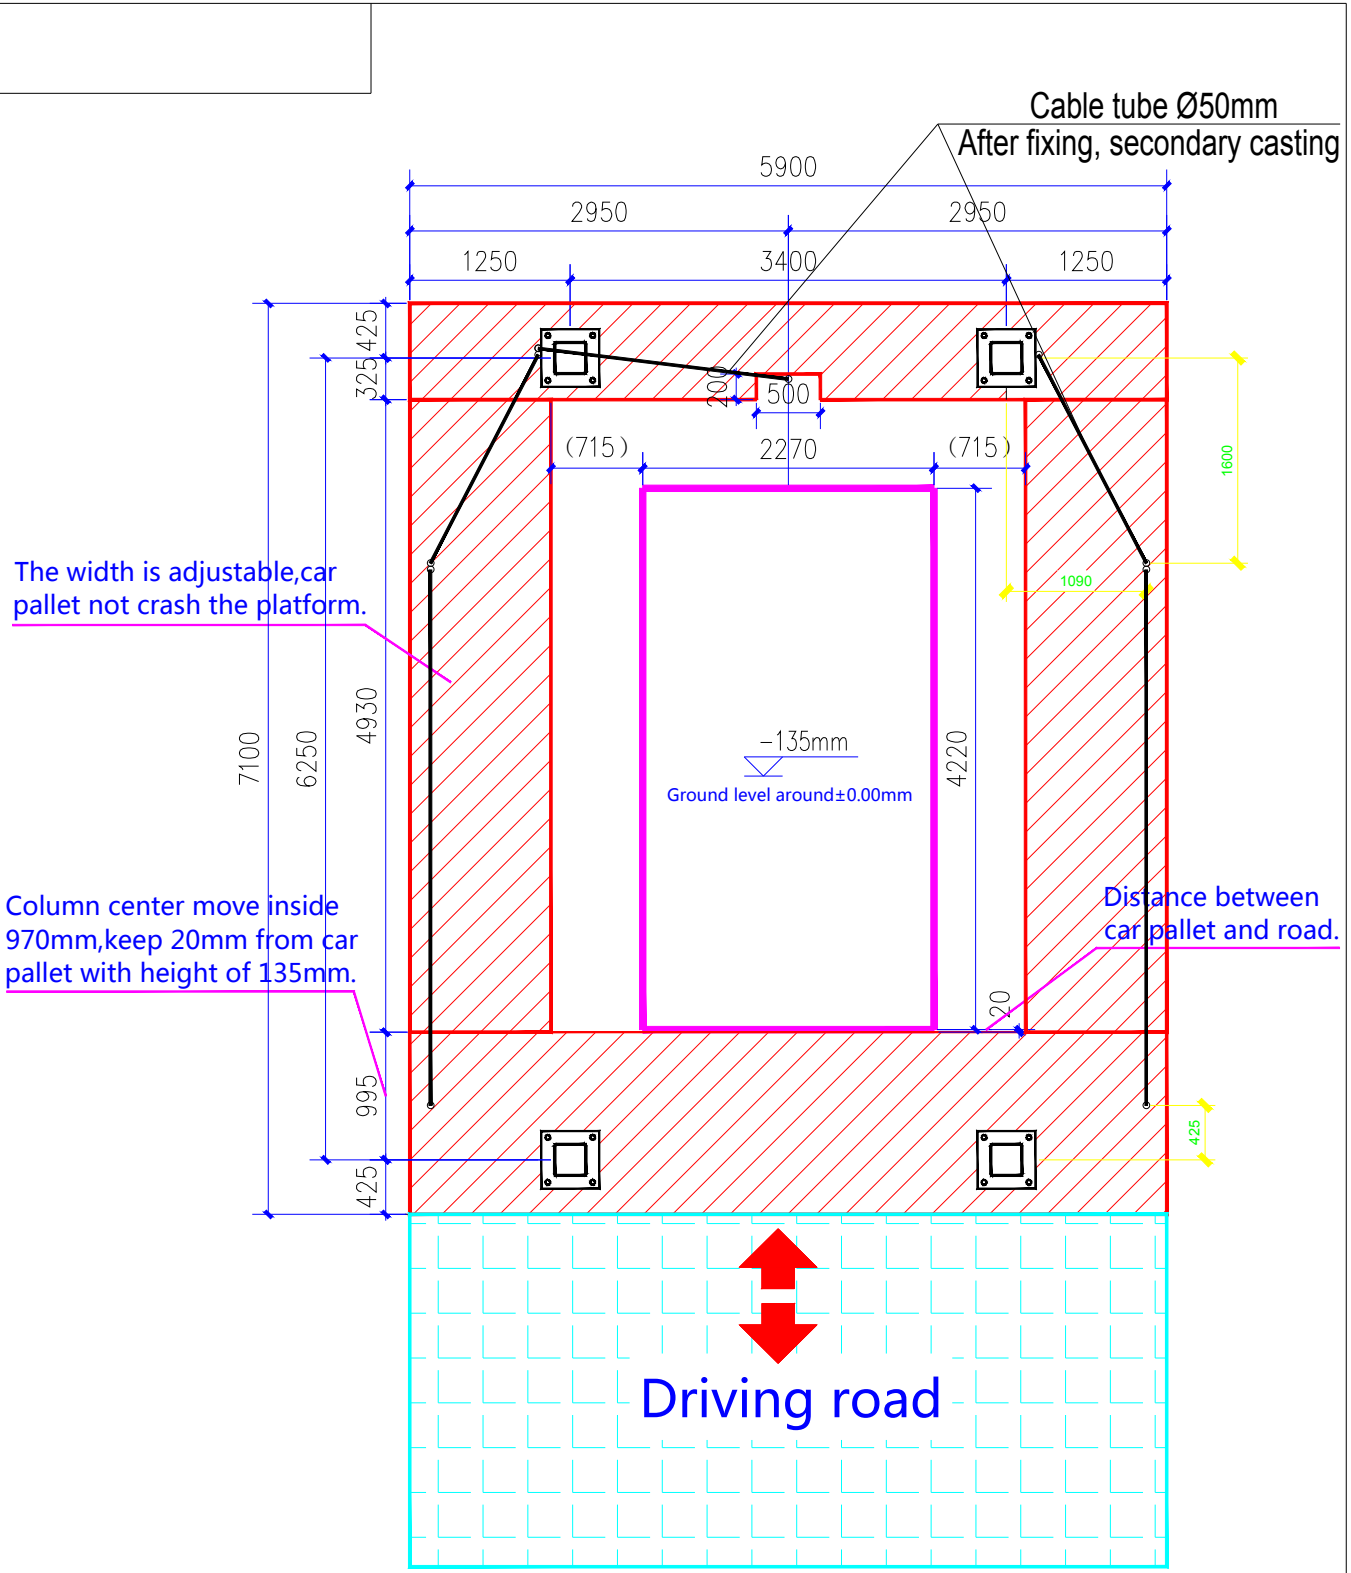 Cable tube Ø50mm
After fixing, secondary casting
5900
2950
2950
1250
3400
1250
425
325
200
500
(715)
2270
(715)
1600
1090
The width is adjustable,car
pallet not crash the platform.
4930
7100
6250
-135mm
4220
Ground level around±0.00mm
Column center move inside
970mm,keep 20mm from car
pallet with height of 135mm.
Distance between
car pallet and road.
20
995
425
425
Driving road